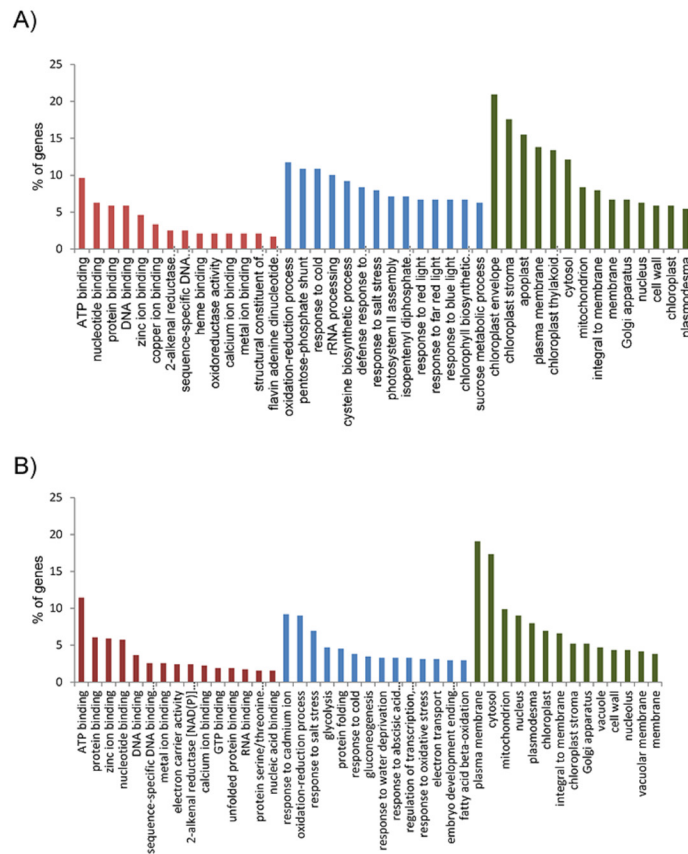 A)
% of genes
25
20
15
10
5
0
ATP binding
nucleotide binding
protein binding
DNA binding
zinc ion binding
copper ion binding
2-alkenal reductase...
sequence-specific DNA...
heme binding
oxidoreductase activity
calcium ion binding
metal ion binding
structural constituent of...
flavin adenine dinucleotide...
oxidation-reduction process
pentose-phosphate shunt
response to cold
rRNA processing
cysteine biosynthetic process
defense response to...
response to salt stress
photosystem II assembly
isopentenyl diphosphate...
response to red light
response to far red light
response to blue light
chlorophyll biosynthetic...
sucrose metabolic process
chloroplast envelope
chloroplast stroma
apoplast
plasma membrane
chloroplast thylakoid...
cytosol
mitochondrion
integral to membrane
membrane
Golgi apparatus
nucleus
cell wall
chloroplast
plasmodesma
B)
% of genes
25
20
15
10
5
0
ATP binding
protein binding
zinc ion binding
nucleotide binding
DNA binding
sequence-specific DNA binding...
metal ion binding
electron carrier activity
2-alkenal reductase [NAD(P)]...
calcium ion binding
GTP binding
unfolded protein binding
RNA binding
protein serine/threonine...
nucleic acid binding
response to cadmium ion
oxidation-reduction process
response to salt stress
glycolysis
protein folding
response to cold
gluconeogenesis
response to water deprivation
response to abscisic acid...
regulation of transcription,...
response to oxidative stress
electron transport
embryo development ending...
fatty acid beta-oxidation
plasma membrane
cytosol
mitochondrion
nucleus
plasmodesma
chloroplast
integral to membrane
chloroplast stroma
Golgi apparatus
vacuole
cell wall
nucleolus
vacuolar membrane
membrane